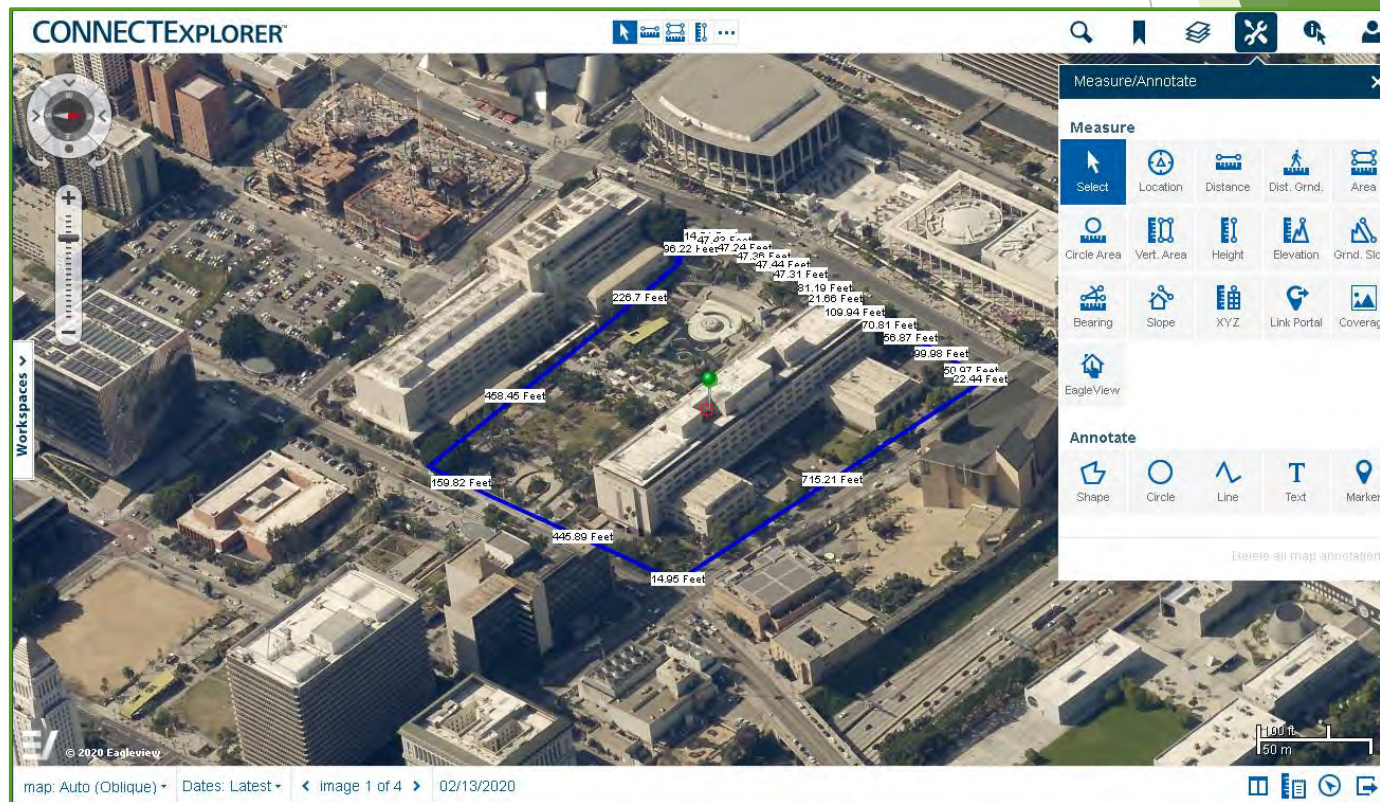 CONNECTEXPLORER™
Measure/Annotate
Measure
Select
Location
Distance
Dist. Grnd.
Area
Circle Area
Vert. Area
Height
Elevation
Grnd. Slo
Bearing
Slope
XYZ
Link Portal
Coverag
EagleView
Annotate
Shape
Circle
Line
Text
Marker
Delete all map annotation
Workspaces
96.22 Feet
47.24 Feet
47.36 Feet
47.44 Feet
47.31 Feet
226.7 Feet
81.19 Feet
21.66 Feet
109.94 Feet
70.81 Feet
56.87 Feet
99.98 Feet
50.97 Feet
22.44 Feet
458.45 Feet
159.82 Feet
715.21 Feet
445.89 Feet
14.95 Feet
100 ft
50 m
© 2020 Eagleview
map: Auto (Oblique)
Dates: Latest
image 1 of 4
02/13/2020